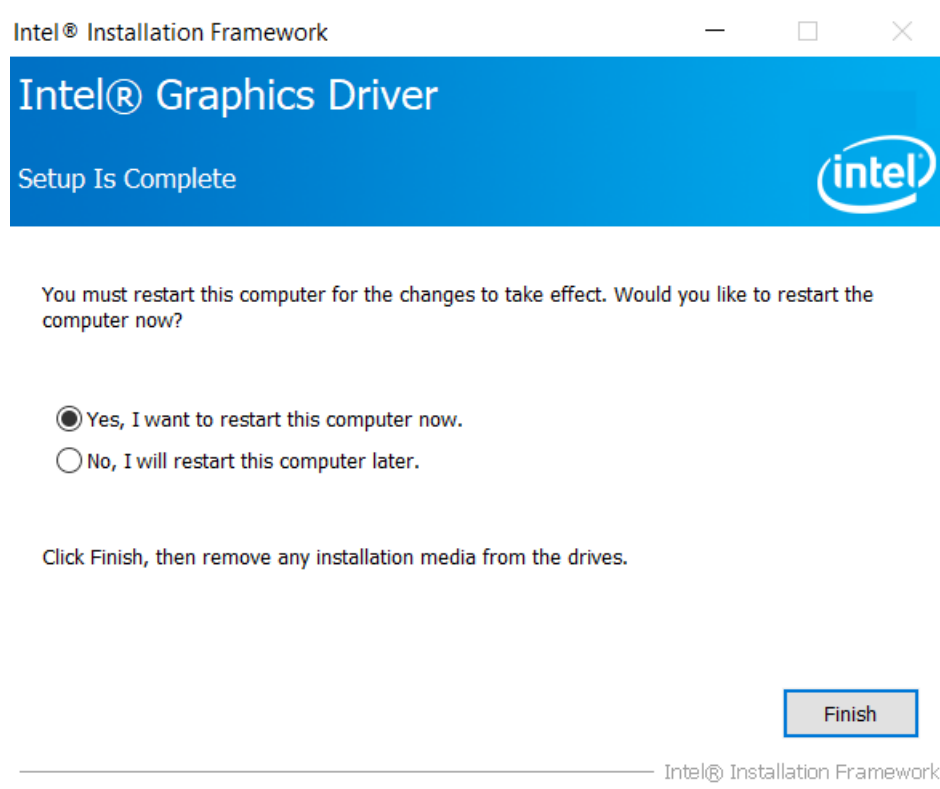 Intel® Installation Framework
Intel® Graphics Driver
Setup Is Complete
intel
You must restart this computer for the changes to take effect. Would you like to restart the
computer now?
Yes, I want to restart this computer now.
No, I will restart this computer later.
Click Finish, then remove any installation media from the drives.
Finish
Intel® Installation Framework